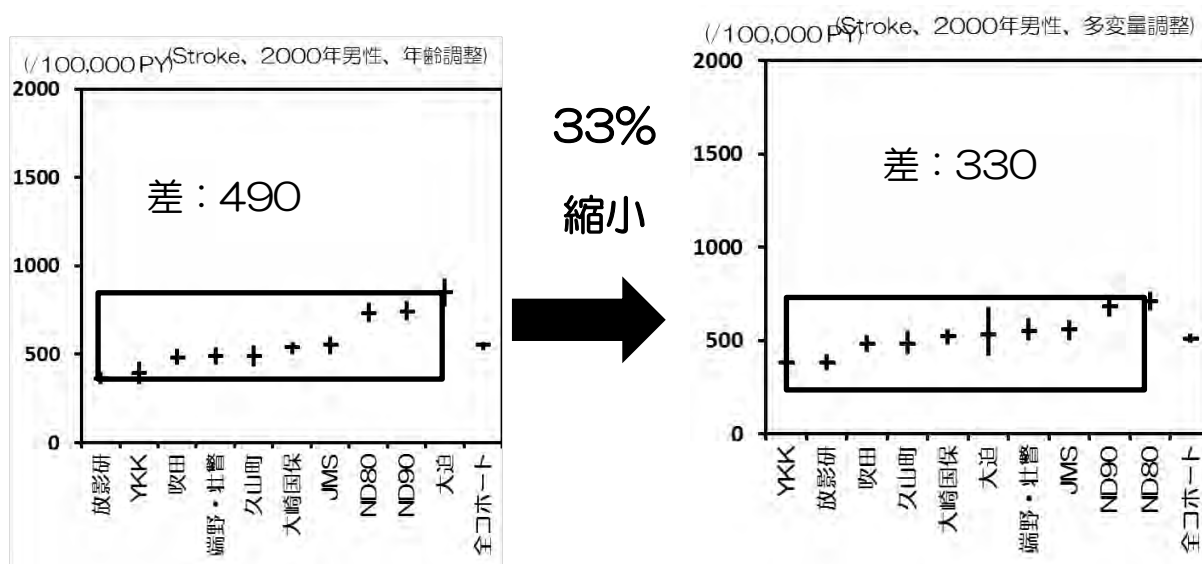 (/100,000 PY)(Stroke、2000年男性、年齢調整)
2000
1500
1000
500
0
差：490
放影研
YKK
吹田
端野・壮瞥
久山町
大崎国保
JMS
ND80
ND90
大迫
全コホート
33%
縮小
(/100,000 PY)(Stroke、2000年男性、多変量調整)
2000
1500
1000
500
0
差：330
YKK
放影研
吹田
久山町
大崎国保
大迫
端野・壮瞥
JMS
ND90
ND80
全コホート